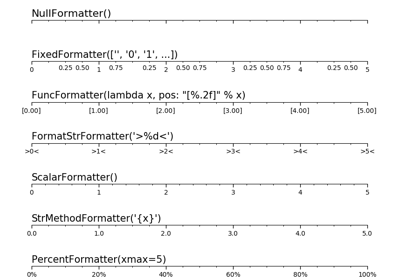 NullFormatter()
FixedFormatter(['', '0', '1', ...])
0 0.25 0.50 1 0.75 0.25 2 0.50 0.75 3 0.25 0.50 0.75 4 0.25 0.50 5
FuncFormatter(lambda x, pos: "[%.2f]" % x)
[0.00] [1.00] [2.00] [3.00] [4.00] [5.00]
FormatStrFormatter('>%d<')
>0< >1< >2< >3< >4< >5<
ScalarFormatter()
0 1 2 3 4 5
StrMethodFormatter('{x}')
0.0 1.0 2.0 3.0 4.0 5.0
PercentFormatter(xmax=5)
0% 20% 40% 60% 80% 100%